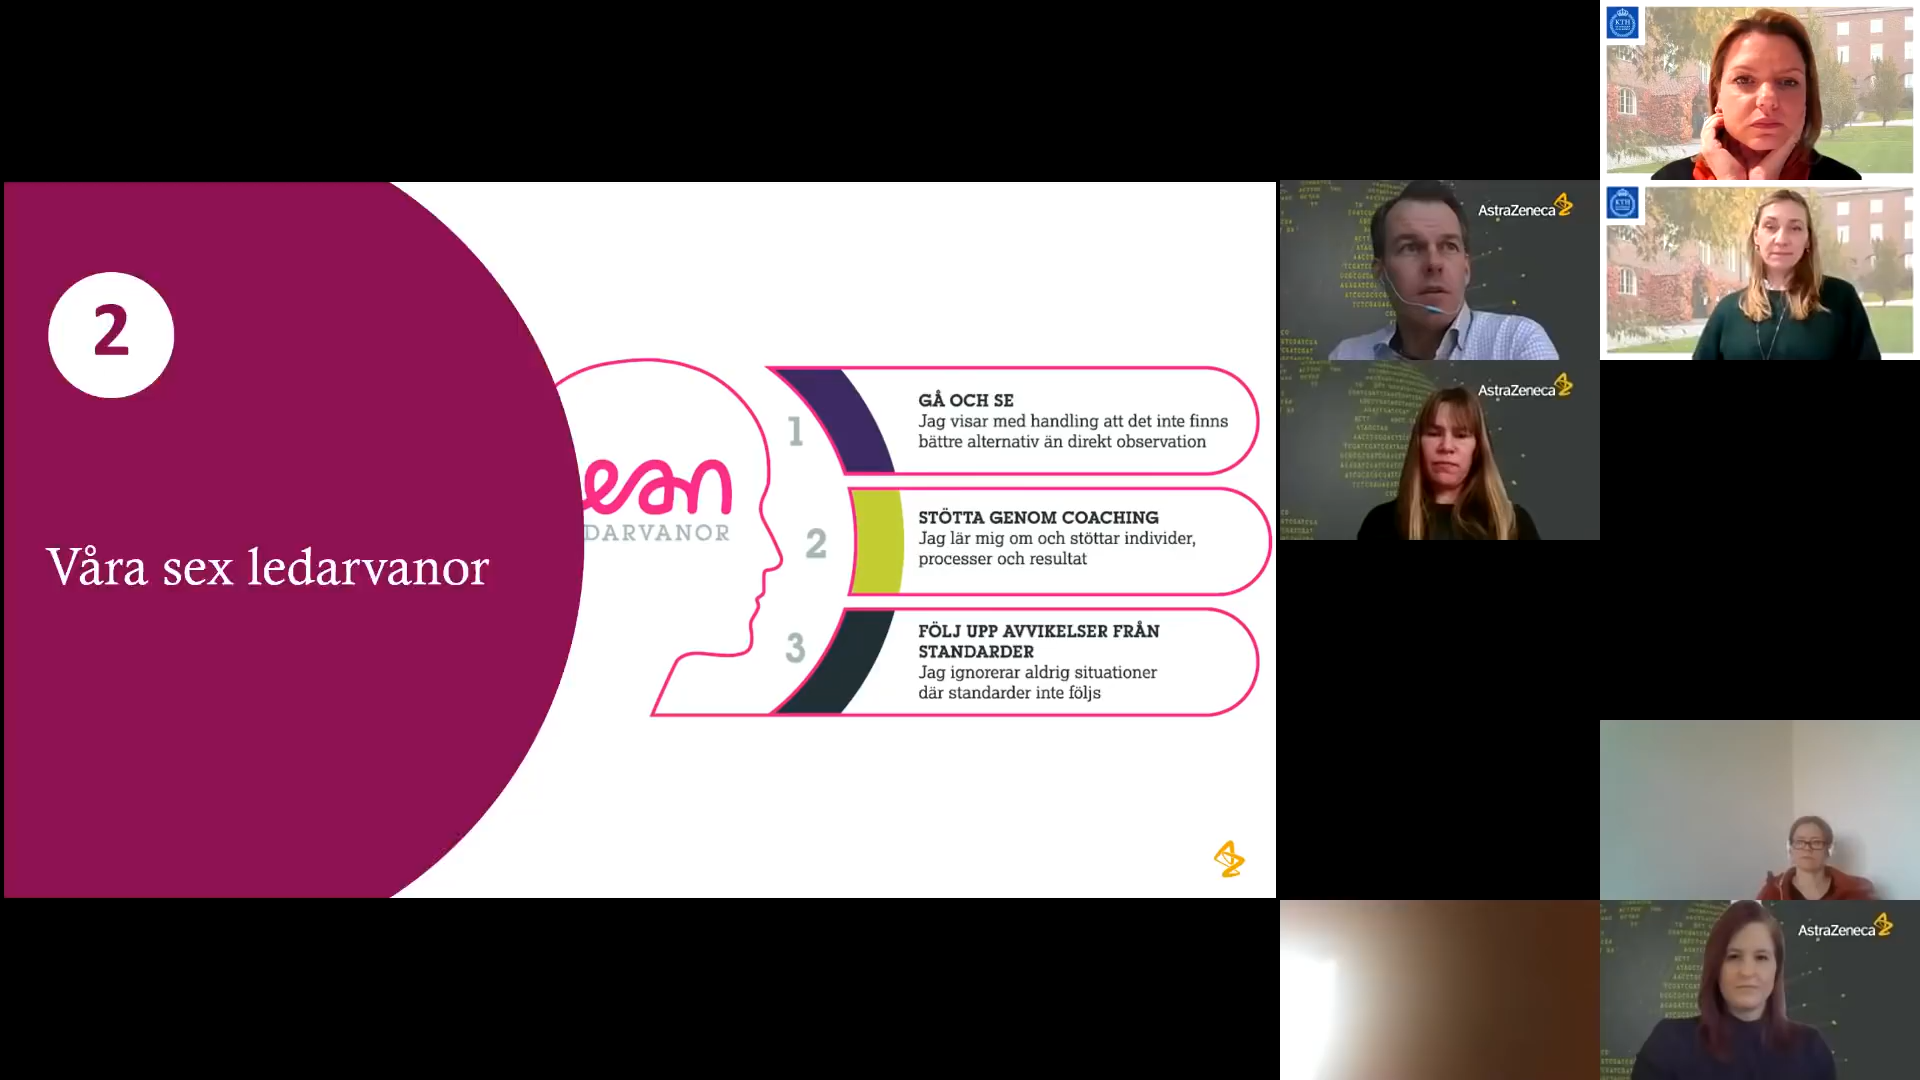 2
Våra sex ledarvanor
ean
DARVANOR
1
GÅ OCH SE
Jag visar med handling att det inte finns
bättre alternativ än direkt observation
2
STÖTTA GENOM COACHING
Jag lär mig om och stöttar individer,
processer och resultat
3
FÖLJ UPP AVVIKELSER FRÅN
STANDARDER
Jag ignorerar aldrig situationer
där standarder inte följs
KTH
AstraZeneca
KTH
AstraZeneca
AstraZeneca